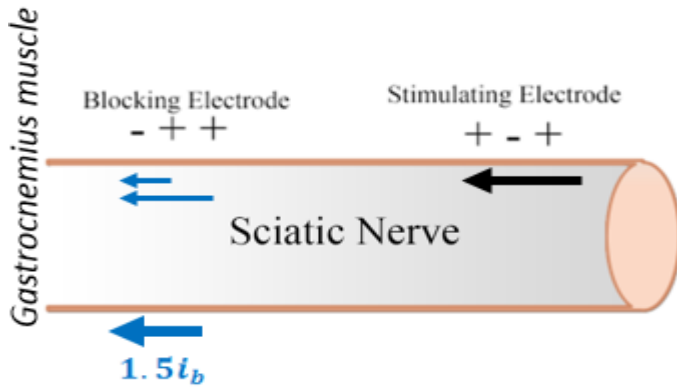 Gastrocnemius muscle
Blocking Electrode
- + +
Stimulating Electrode
+ - +
Sciatic Nerve
1.5i_b